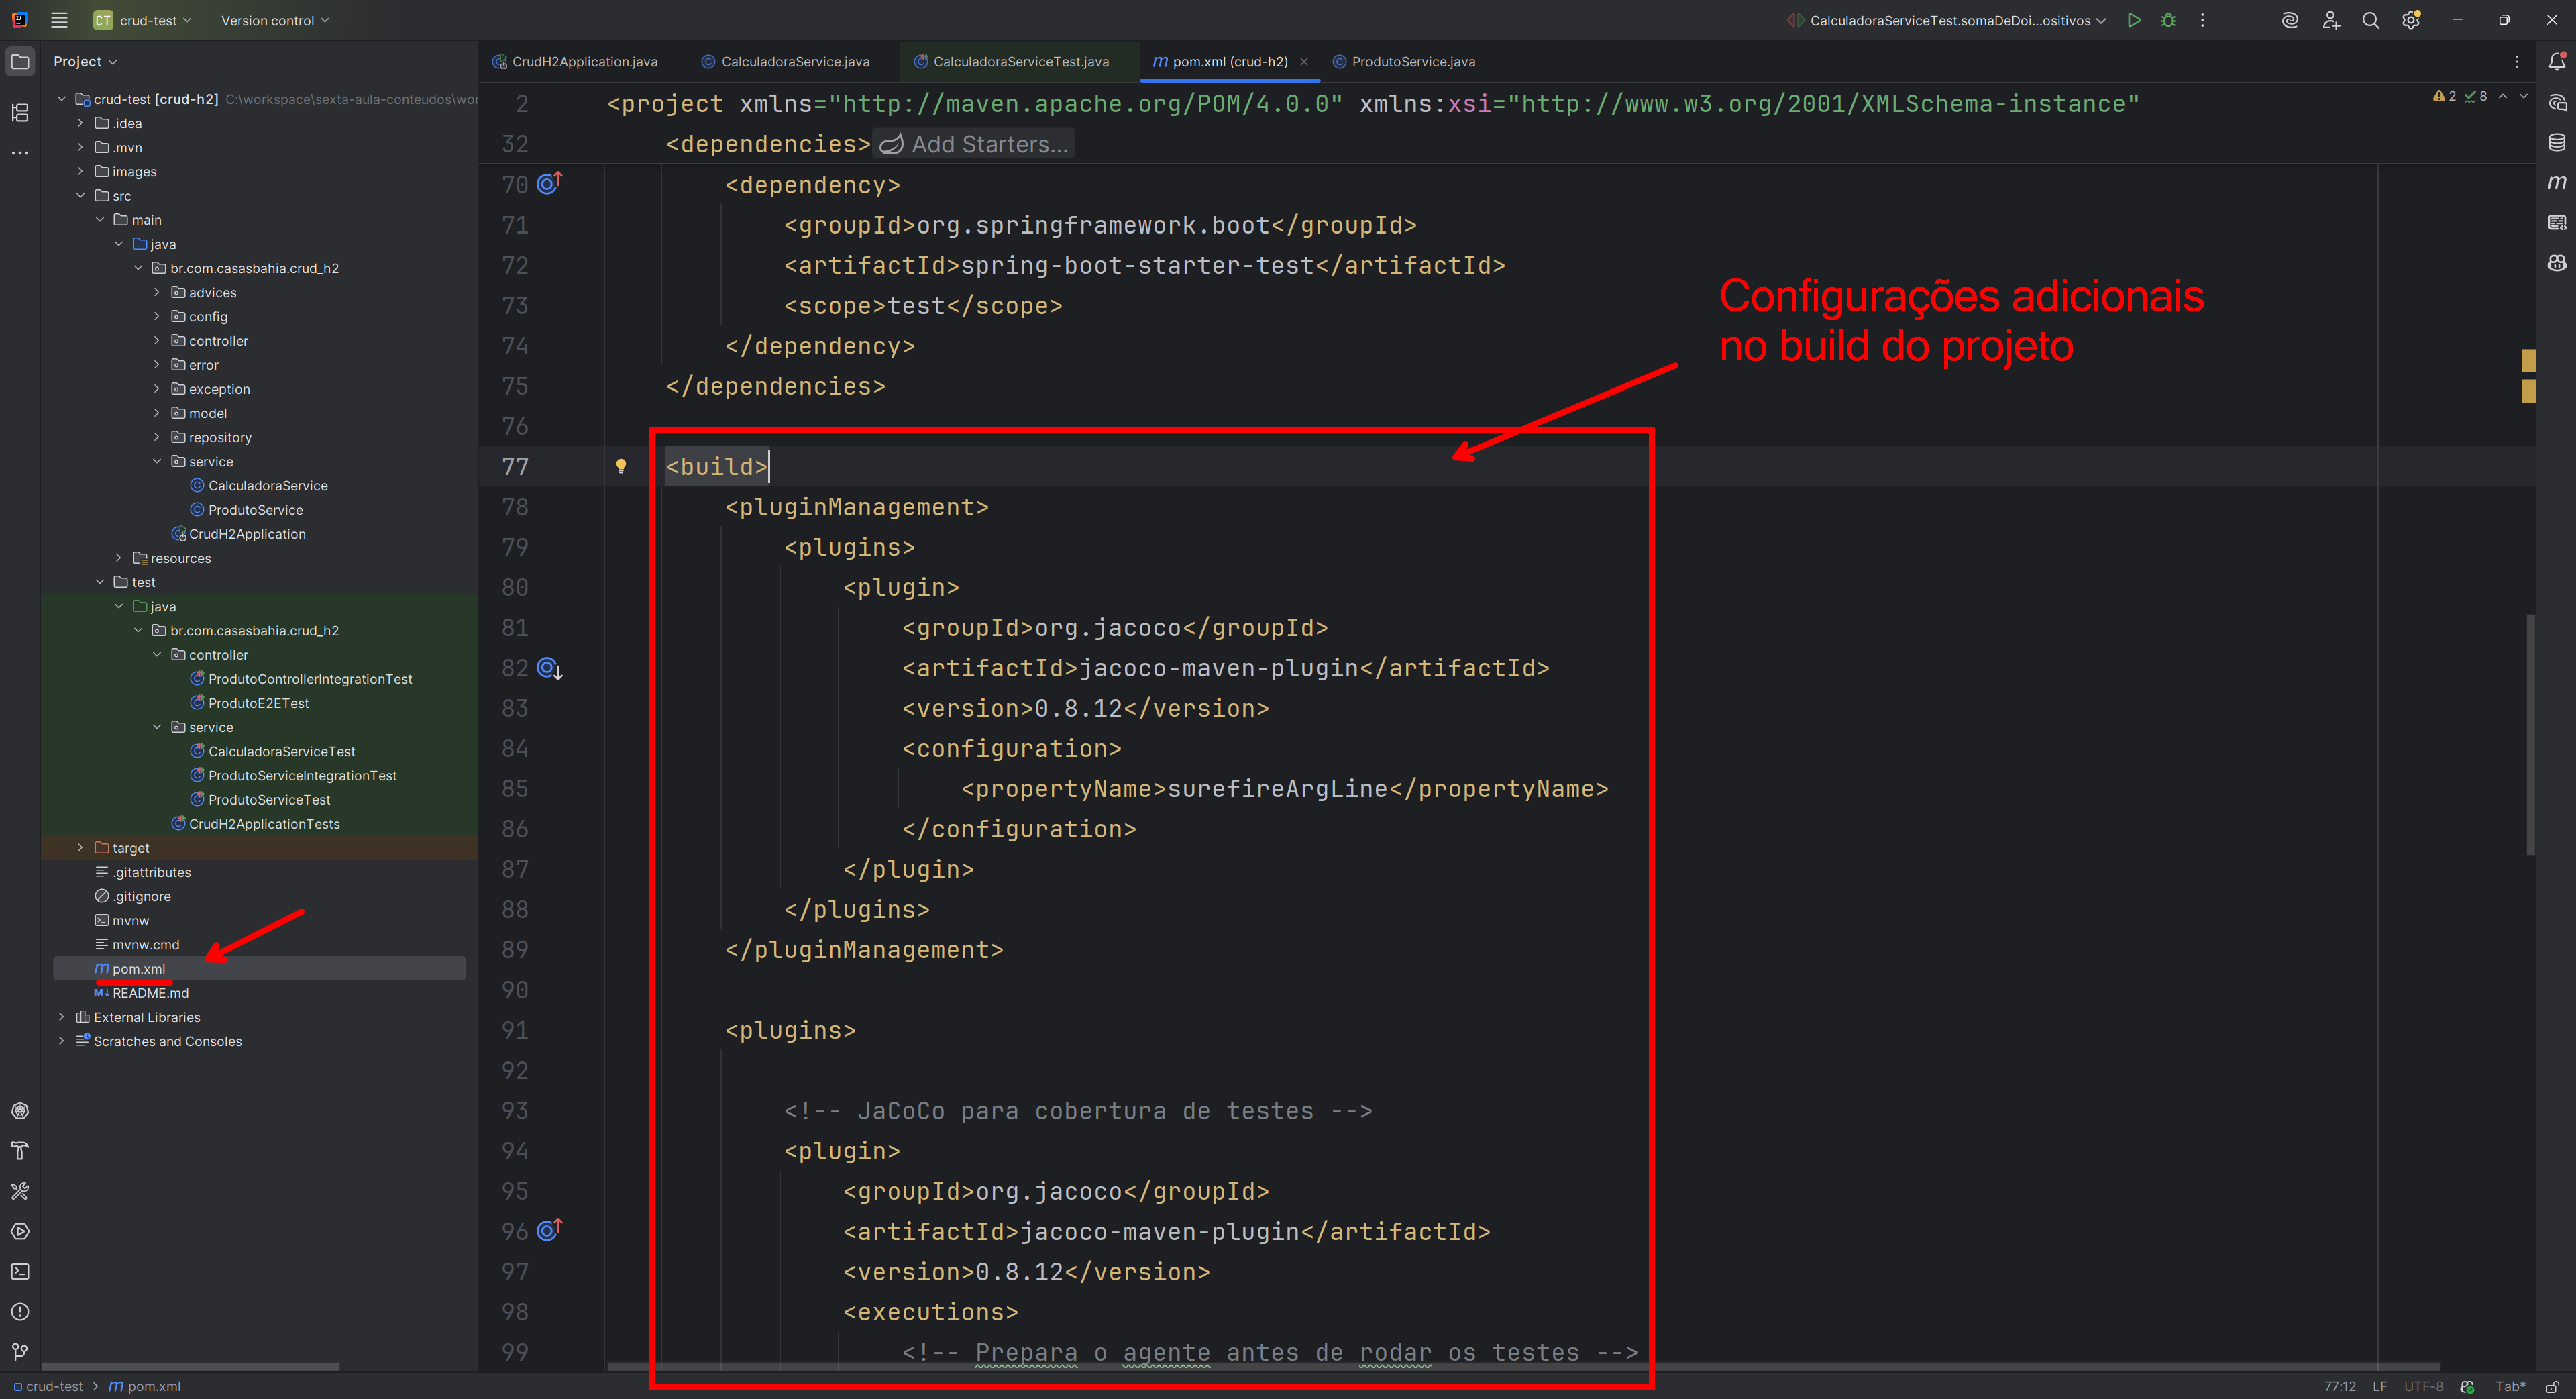 CT crud-test Version control CalculadoraServiceTest.somaDeDoi...ositivos
Project
CrudH2Application.java CalculadoraService.java CalculadoraServiceTest.java pom.xml (crud-h2) ProdutoService.java
crud-test [crud-h2] C:\workspace\sexta-aula-conteudos\wor
.idea
.mvn
images
src
main
java
br.com.casasbahia.crud_h2
advices
config
controller
error
exception
model
repository
service
CalculadoraService
ProdutoService
CrudH2Application
resources
test
java
br.com.casasbahia.crud_h2
controller
ProdutoControllerIntegrationTest
ProdutoE2ETest
service
CalculadoraServiceTest
ProdutoServiceIntegrationTest
ProdutoServiceTest
CrudH2ApplicationTests
target
.gitattributes
.gitignore
mvnw
mvnw.cmd
pom.xml
README.md
External Libraries
Scratches and Consoles
2 <project xmlns="http://maven.apache.org/POM/4.0.0" xmlns:xsi="http://www.w3.org/2001/XMLSchema-instance"
2 8
32 <dependencies> Add Starters...
70 <dependency>
71 <groupId>org.springframework.boot</groupId>
72 <artifactId>spring-boot-starter-test</artifactId>
73 <scope>test</scope>
74 </dependency>
75 </dependencies>
76
77 <build>
78 <pluginManagement>
79 <plugins>
80 <plugin>
81 <groupId>org.jacoco</groupId>
82 <artifactId>jacoco-maven-plugin</artifactId>
83 <version>0.8.12</version>
84 <configuration>
85 <propertyName>surefireArgLine</propertyName>
86 </configuration>
87 </plugin>
88 </plugins>
89 </pluginManagement>
90
91 <plugins>
92
93 <!-- JaCoCo para cobertura de testes -->
94 <plugin>
95 <groupId>org.jacoco</groupId>
96 <artifactId>jacoco-maven-plugin</artifactId>
97 <version>0.8.12</version>
98 <executions>
99 <!-- Prepara o agente antes de rodar os testes -->
Configurações adicionais
no build do projeto
crud-test > pom.xml 77:12 LF UTF-8 Tab*